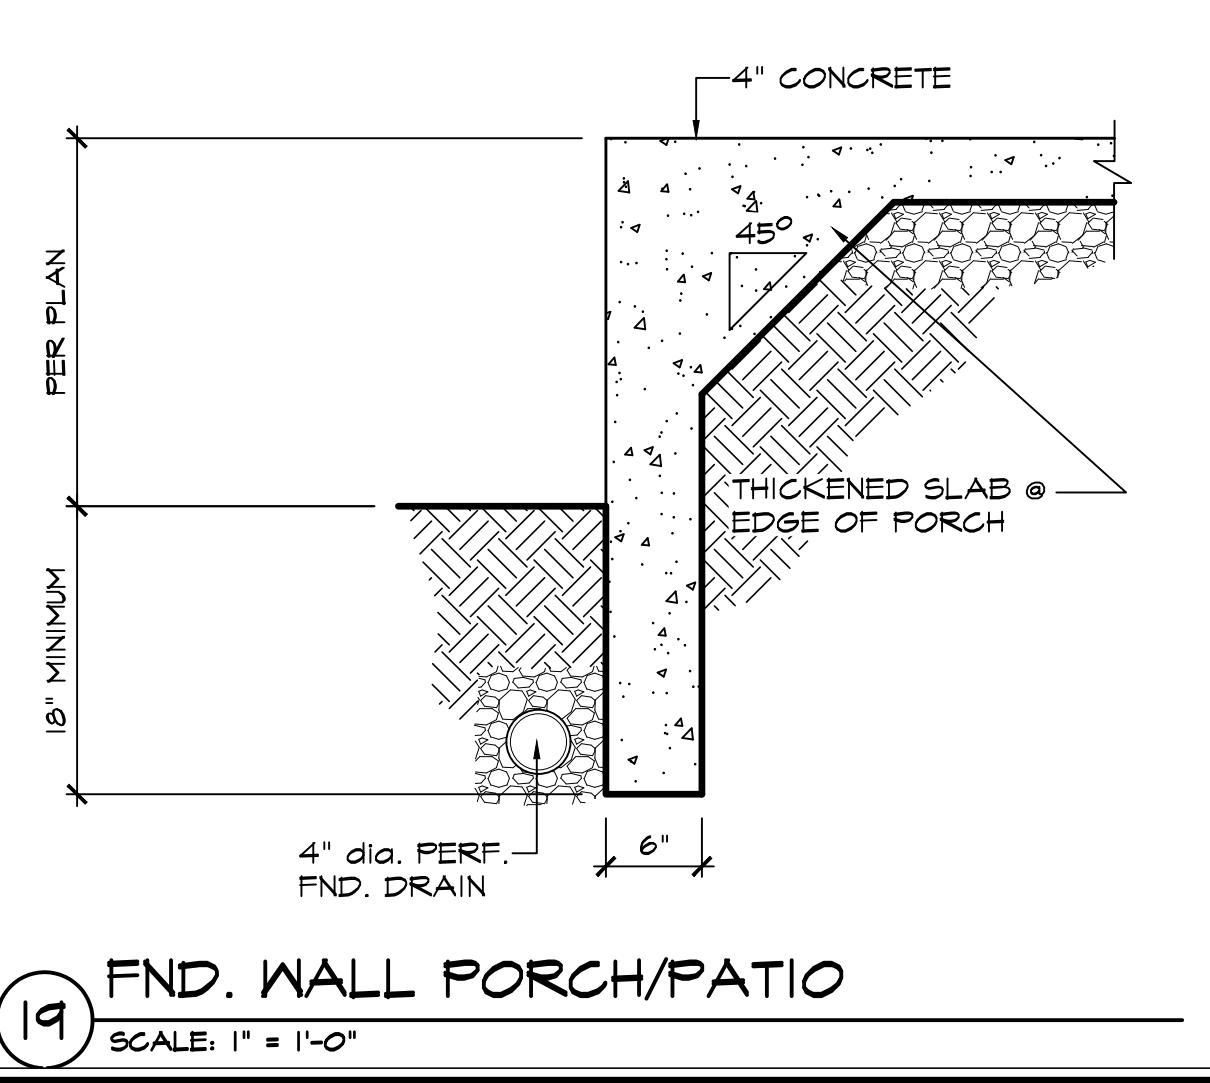 4" CONCRETE
45°
PER PLAN
THICKENED SLAB @
EDGE OF PORCH
18" MINIMUM
4" dia. PERF.
FND. DRAIN
6"
FND. WALL PORCH/PATIO
19
SCALE: 1" = 1'-0"